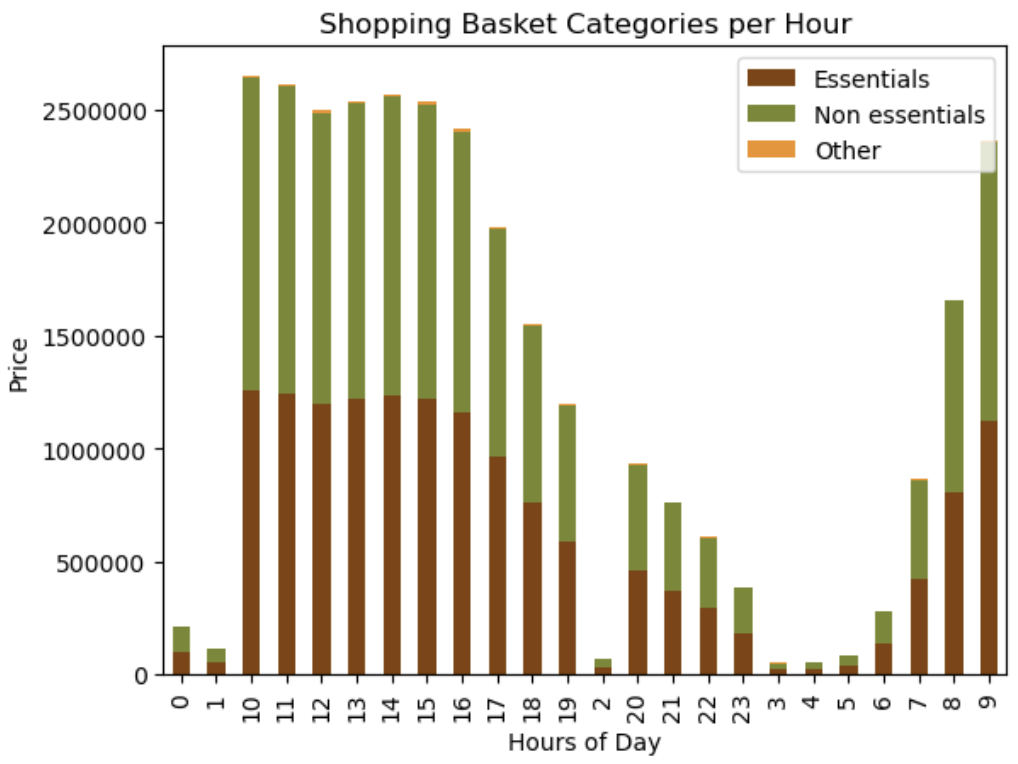 Shopping Basket Categories per Hour
Essentials
Non essentials
Other
2500000
2000000
1500000
1000000
500000
0
Price
0 1 10 11 12 13 14 15 16 17 18 19 2 20 21 22 23 3 4 5 6 7 8 9
Hours of Day